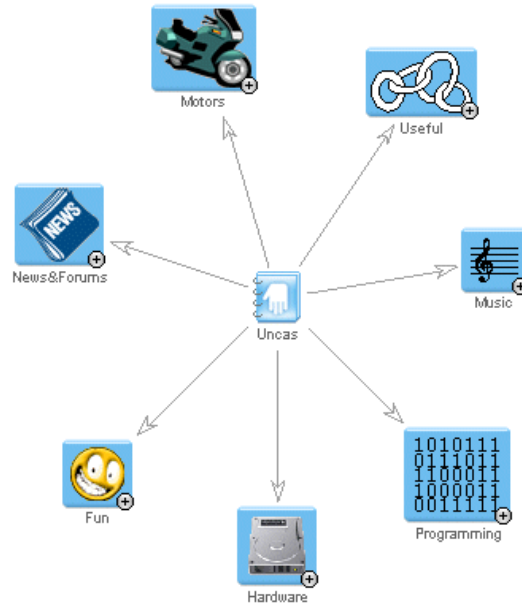 Motors
Useful
NEWS
News&Forums
Music
Uncas
1010111
0111011
1100011
1000011
0011111
Fun
Programming
Hardware